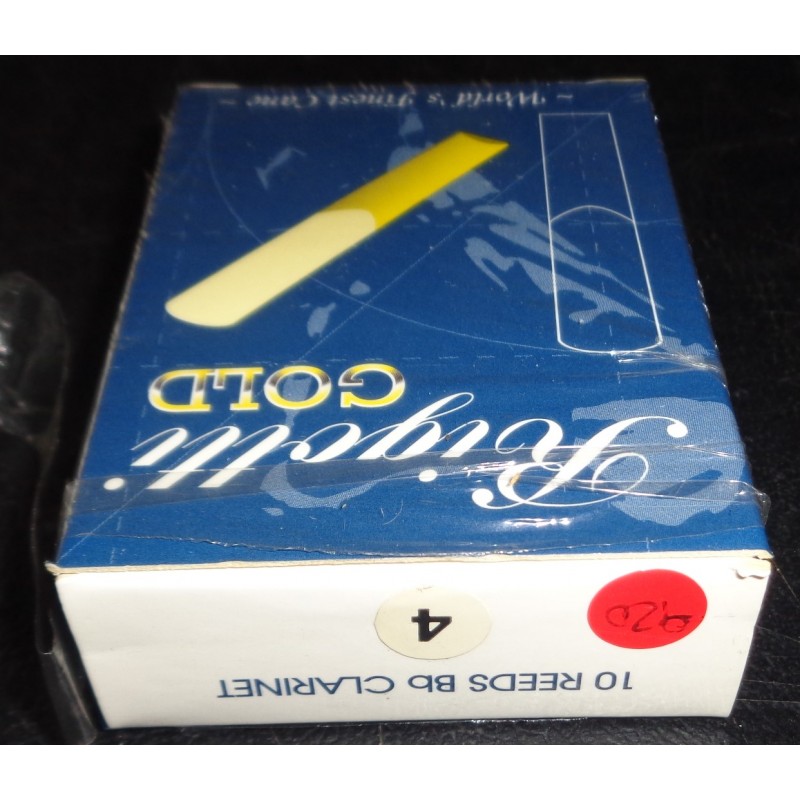 10 REEDS Bb CLARINET
4
9,20
Rigotti
GOLD
~ World's Finest Cane ~